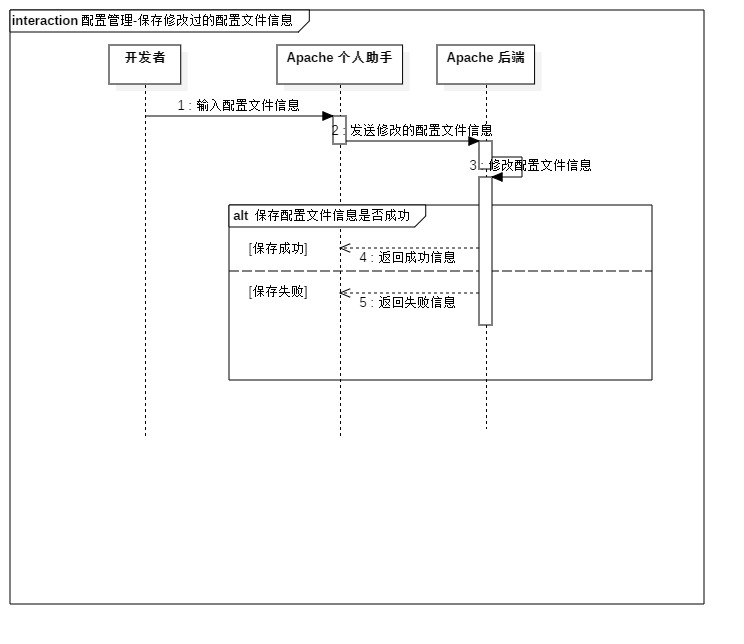 interaction 配置管理-保存修改过的配置文件信息
开发者
Apache 个人助手
Apache 后端
1 : 输入配置文件信息
2 : 发送修改的配置文件信息
3 : 修改配置文件信息
alt 保存配置文件信息是否成功
[保存成功]
4 : 返回成功信息
[保存失败]
5 : 返回失败信息